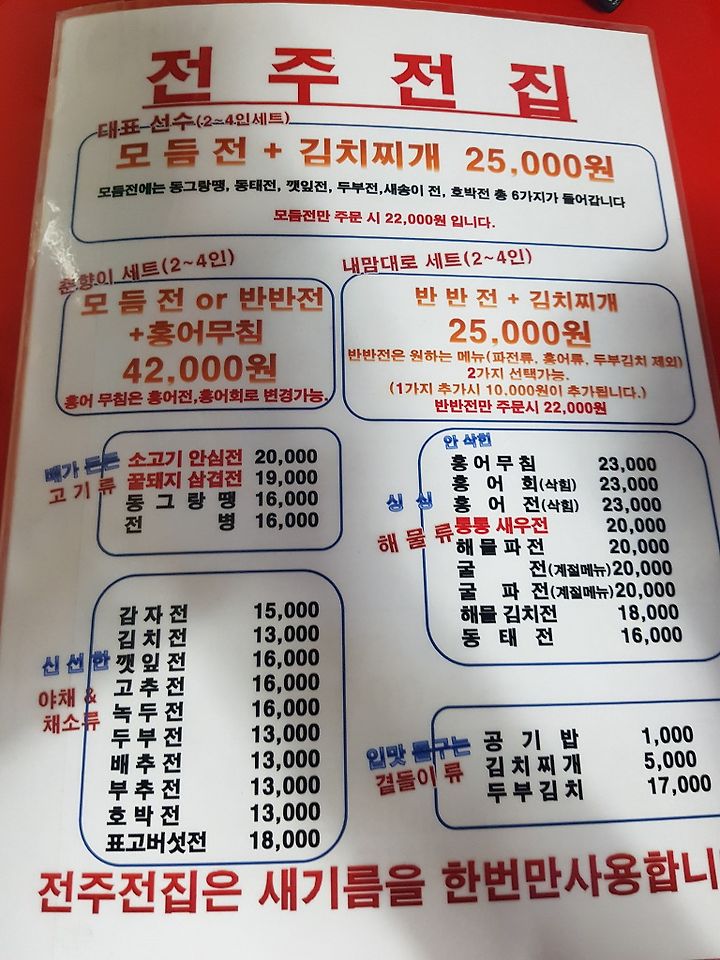 전 주 전 집
대표 선수(2~4인세트)
모 듬 전 + 김치찌개 25,000원
모듬전에는 동그랑땡, 동태전, 깻잎전, 두부전,새송이 전, 호박전 총 6가지가 들어갑니다
모듬전만 주문 시 22,000원 입니다.
춘향이 세트(2~4인)
모 듬 전 or 반반전
+홍어무침
42,000원
홍어 무침은 홍어전,홍어회로 변경가능.
내맘대로 세트(2~4인)
반 반 전 + 김치찌개
25,000원
반반전은 원하는 메뉴(파전류, 홍어류, 두부김치 제외)
2가지 선택가능.
(1가지 추가시 10,000원이 추가됩니다.)
반반전만 주문시 22,000원
배가 든든
고 기 류
소고기 안심전 20,000
꿀돼지 삼겹전 19,000
동 그 랑 땡 16,000
전 병 16,000
싱 싱
해 물 류
안 삭힌
홍 어 무 침 23,000
홍 어 회(삭힘) 23,000
홍 어 전(삭힘) 23,000
통통 새우전 20,000
해 물 파 전 20,000
굴 전(계절메뉴) 20,000
굴 파 전(계절메뉴) 20,000
해물 김치전 18,000
동 태 전 16,000
신 선 한
야채 &
채소류
감 자 전 15,000
김 치 전 13,000
깻 잎 전 16,000
고 추 전 16,000
녹 두 전 16,000
두 부 전 13,000
배 추 전 13,000
부 추 전 13,000
호 박 전 13,000
표고버섯전 18,000
입맛 돋구는
곁들이 류
공 기 밥 1,000
김 치 찌 개 5,000
두 부 김 치 17,000
전주전집은 새기름을 한번만사용합니